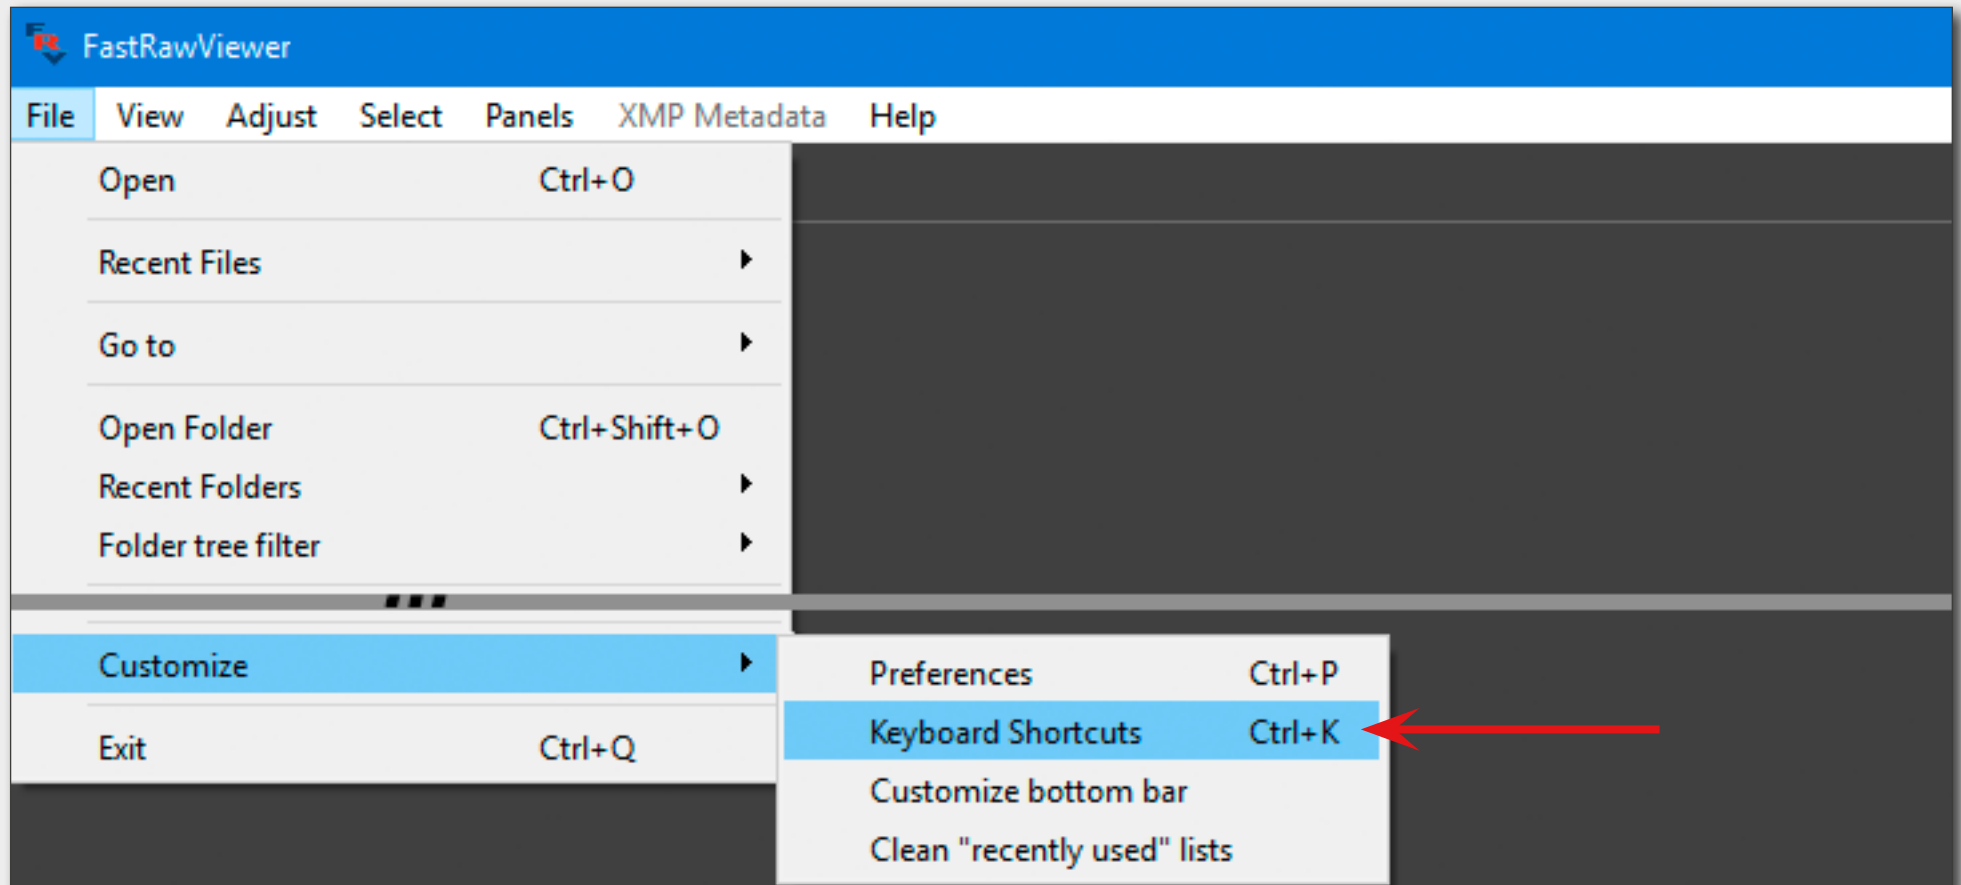 FastRawViewer
File View Adjust Select Panels XMP Metadata Help
Open Ctrl+O
Recent Files
Go to
Open Folder Ctrl+Shift+O
Recent Folders
Folder tree filter
Customize
Exit Ctrl+Q
Preferences Ctrl+P
Keyboard Shortcuts Ctrl+K
Customize bottom bar
Clean "recently used" lists